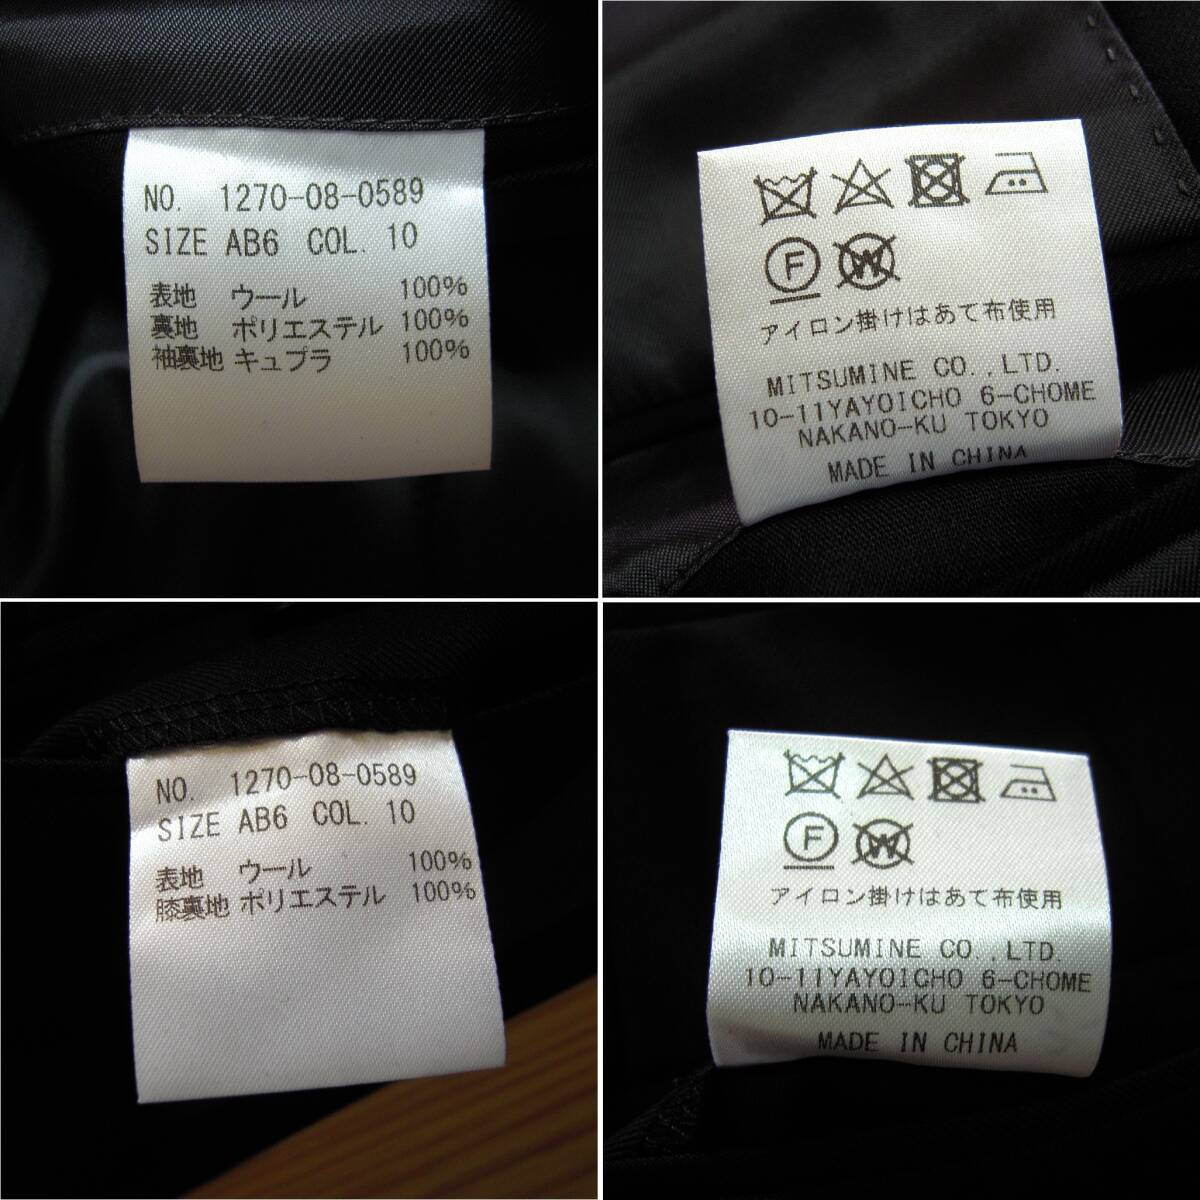 NO. 1270-08-0589
SIZE AB6 COL. 10
表地 ウール 100%
裏地 ポリエステル 100%
袖裏地 キュプラ 100%
F
W
アイロン掛けはあて布使用
MITSUMINE CO.,LTD.
10-11YAYOICHO 6-CHOME
NAKANO-KU TOKYO
MADE IN CHINA
NO. 1270-08-0589
SIZE AB6 COL. 10
表地 ウール 100%
膝裏地 ポリエステル 100%
F
W
アイロン掛けはあて布使用
MITSUMINE CO.,LTD.
10-11YAYOICHO 6-CHOME
NAKANO-KU TOKYO
MADE IN CHINA